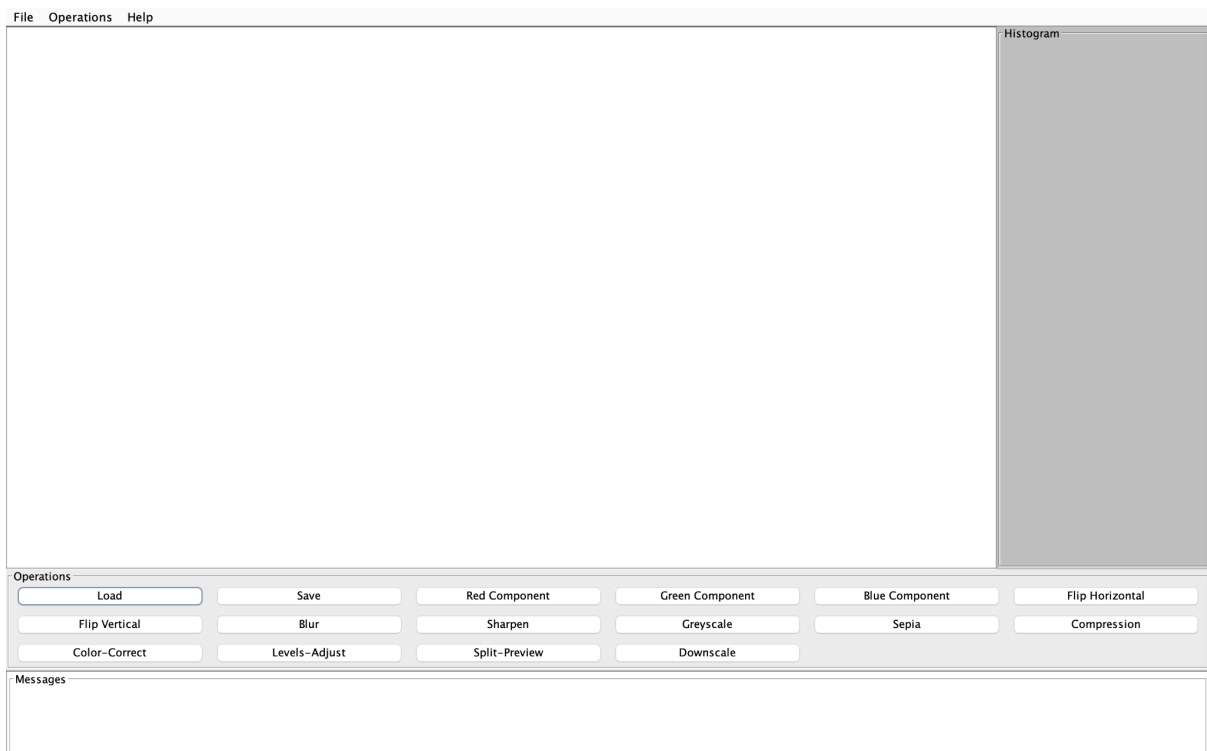 File Operations Help
Histogram
Operations
Load Save Red Component Green Component Blue Component Flip Horizontal
Flip Vertical Blur Sharpen Greyscale Sepia Compression
Color-Correct Levels-Adjust Split-Preview Downscale
Messages